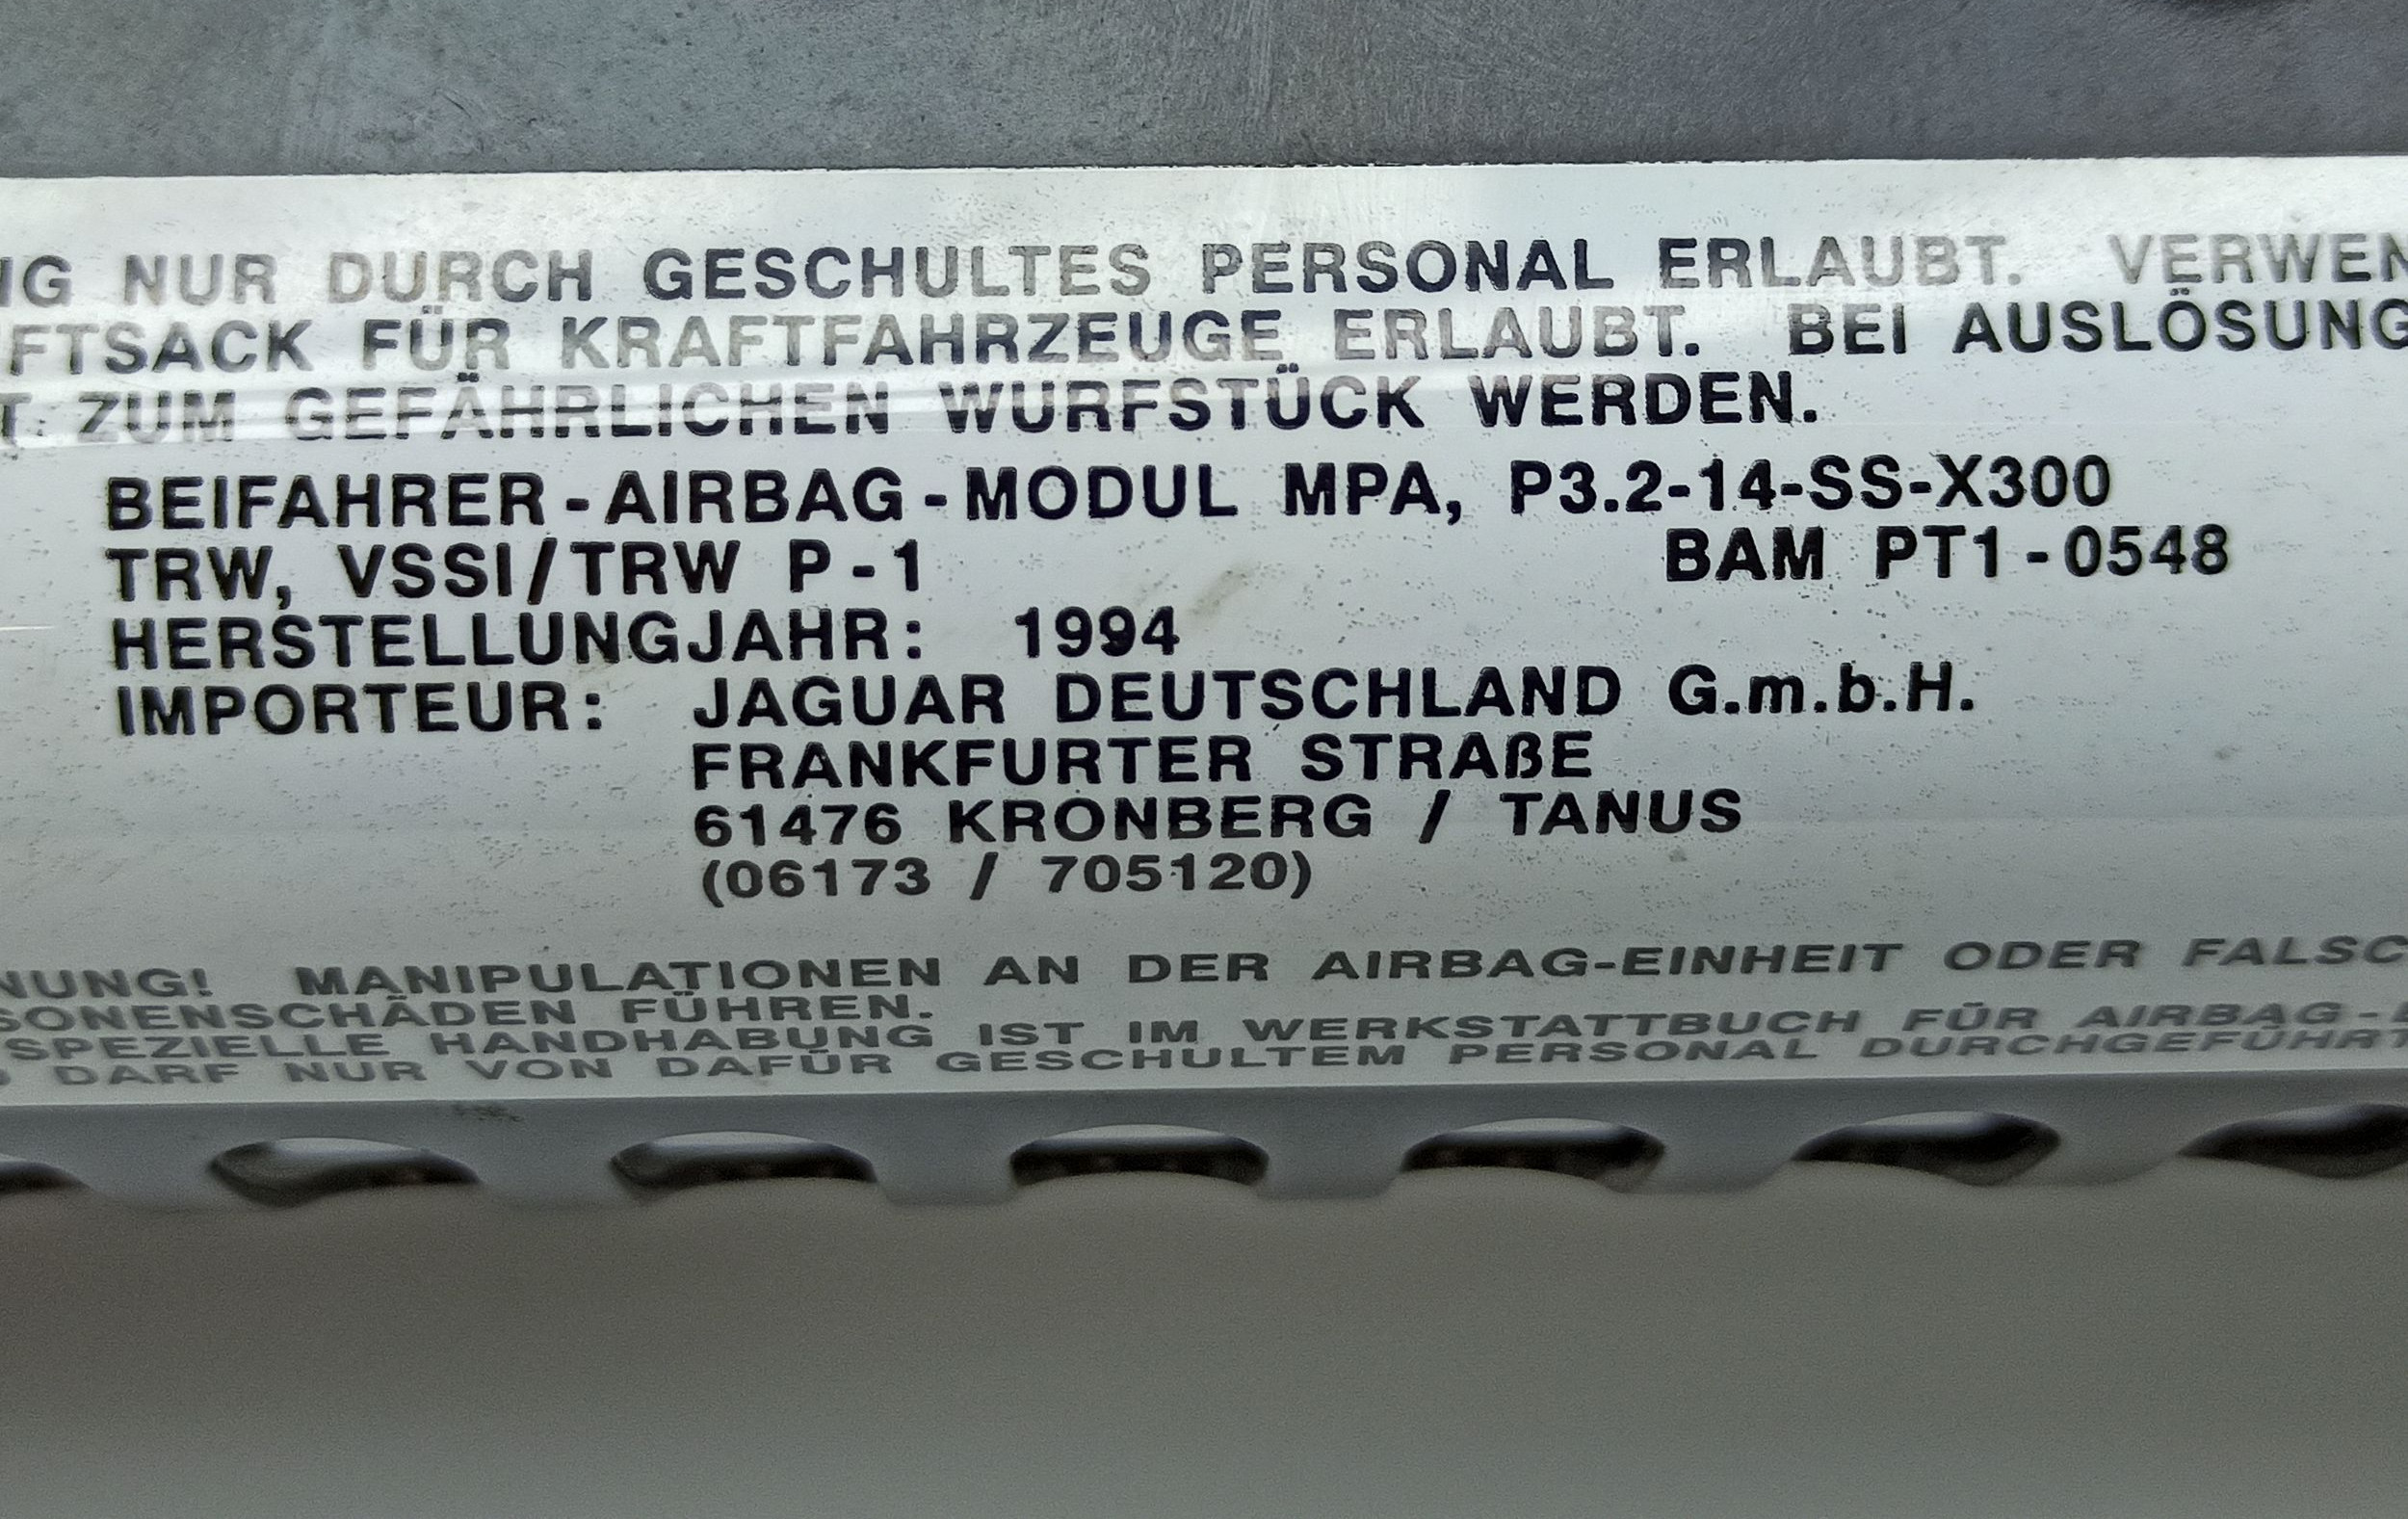 NUR DURCH GESCHULTES PERSONAL ERLAUBT. VERWEN
FTSACK FÜR KRAFTFAHRZEUGE ERLAUBT. BEI AUSLÖSUNG
ZUM GEFÄHRLICHEN WURFSTÜCK WERDEN.
BEIFAHRER-AIRBAG-MODUL MPA, P3.2-14-SS-X300
TRW, VSSI/TRW P-1 BAM PT1-0548
HERSTELLUNGJAHR: 1994
IMPORTEUR: JAGUAR DEUTSCHLAND G.m.b.H.
FRANKFURTER STRAßE
61476 KRONBERG / TANUS
(06173 / 705120)
NUNG! MANIPULATIONEN AN DER AIRBAG-EINHEIT ODER FALSC
SONENSCHÄDEN FÜHREN.
SPEZIELLE HANDHABUNG IST IM WERKSTATTBUCH FÜR AIRBAG-
DARF NUR VON DAFÜR GESCHULTEM PERSONAL DURCHGEFÜHRT